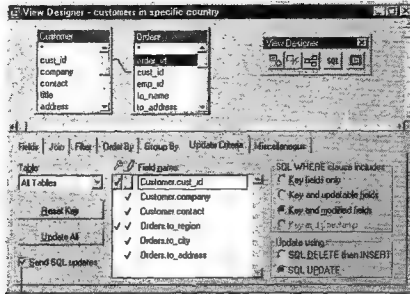 View Designer - customers in specific country
Customer
*
cust_id
company
contact
title
address
Orders
*
order_id
cust_id
emp_id
to_name
to_address
View Designer
SQL
Fields Join Filter Order By Group By Update Criteria Miscellaneous
Table:
All Tables
Reset Key
Update All
Send SQL updates
Field name:
Customer.cust_id
Customer.company
Customer.contact
Orders.to_region
Orders.to_city
Orders.to_address
SQL WHERE clause includes
Key fields only
Key and updatable fields
Key and modified fields
Key and timestamp
Update using
SQL DELETE then INSERT
SQL UPDATE